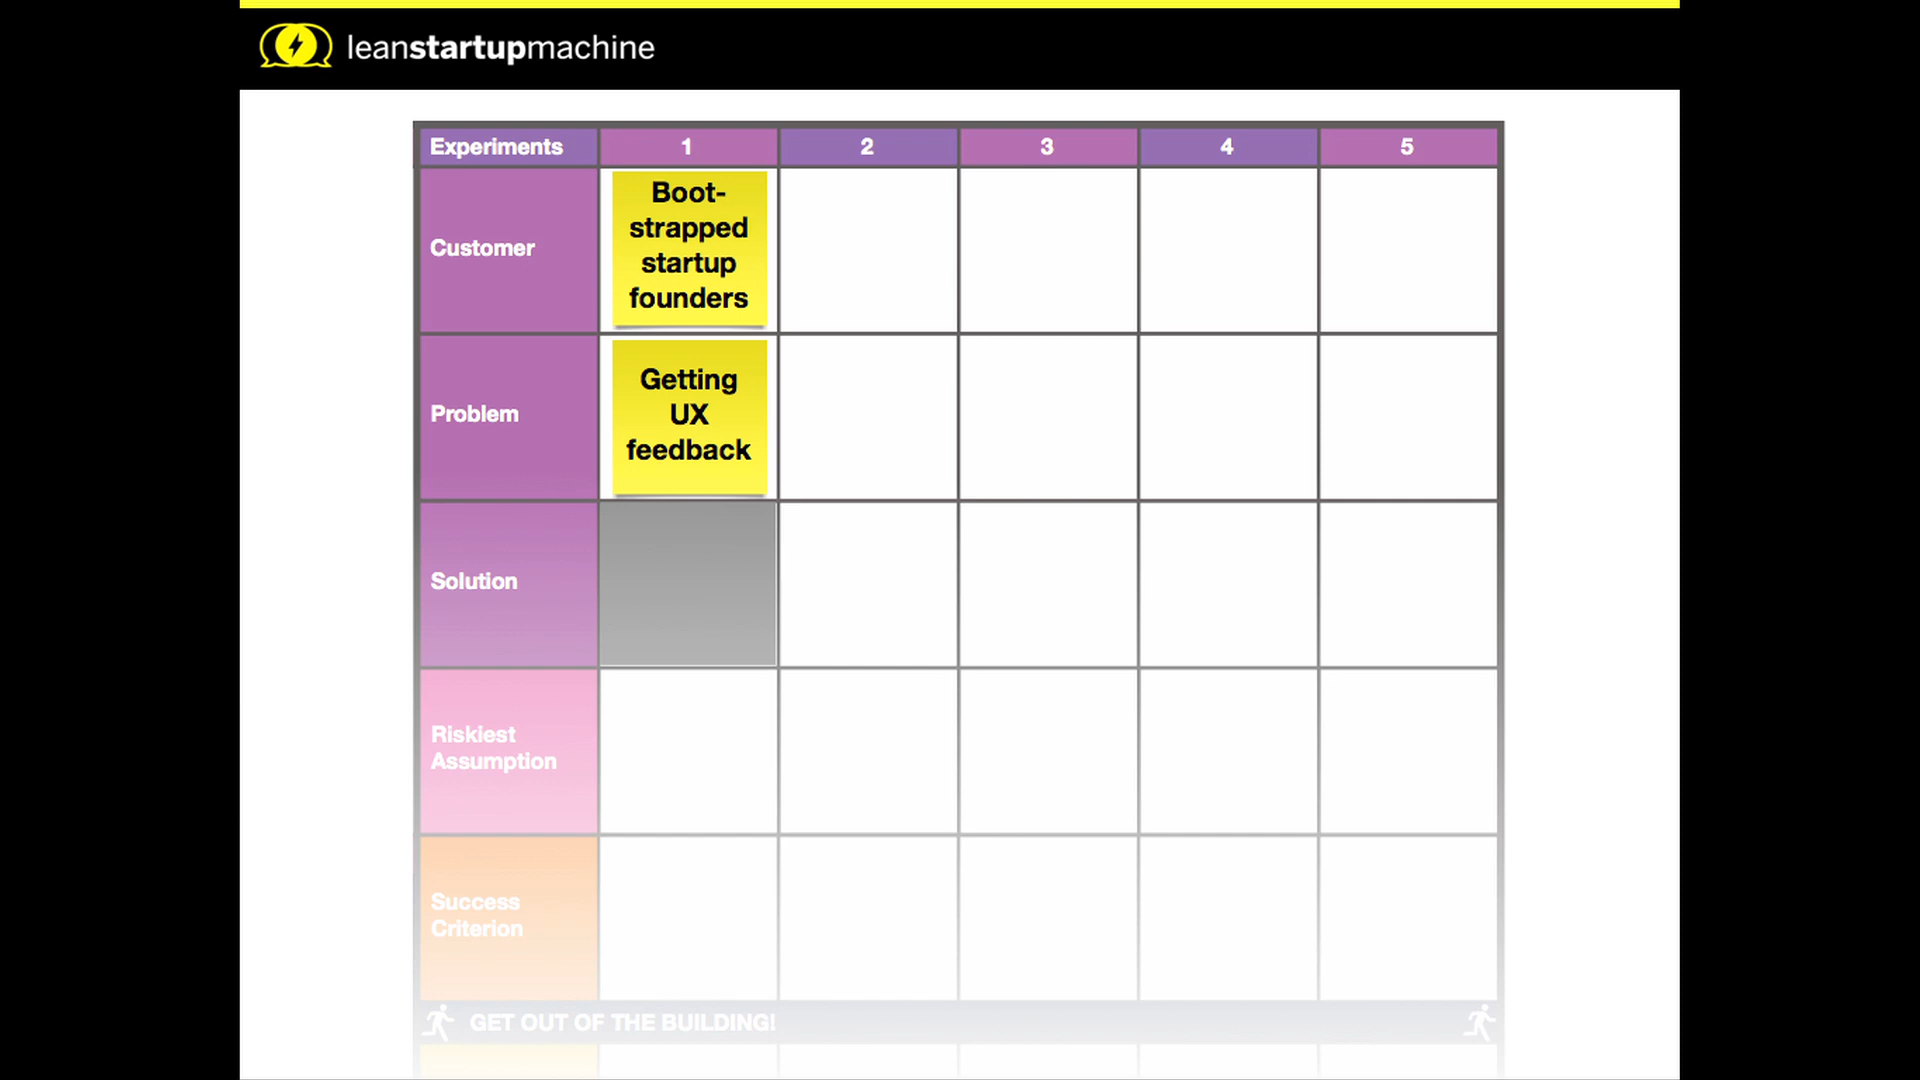 leanstartupmachine
Experiments 1 2 3 4 5
Customer
Boot-
strapped
startup
founders
Problem
Getting
UX
feedback
Solution
Riskiest
Assumption
Success
Criterion
GET OUT OF THE BUILDING!